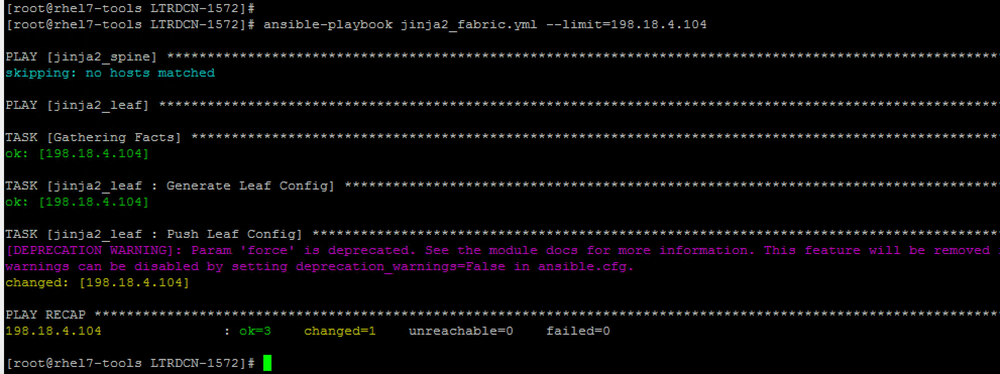 [root@rhel7-tools LTRDCN-1572]#
[root@rhel7-tools LTRDCN-1572]# ansible-playbook jinja2_fabric.yml --limit=198.18.4.104
PLAY [jinja2_spine] *******************************************************************************************************
skipping: no hosts matched
PLAY [jinja2_leaf] ********************************************************************************************************
TASK [Gathering Facts] ****************************************************************************************************
ok: [198.18.4.104]
TASK [jinja2_leaf : Generate Leaf Config] *********************************************************************************
ok: [198.18.4.104]
TASK [jinja2_leaf : Push Leaf Config] *************************************************************************************
[DEPRECATION WARNING]: Param 'force' is deprecated. See the module docs for more information. This feature will be removed
warnings can be disabled by setting deprecation_warnings=False in ansible.cfg.
changed: [198.18.4.104]
PLAY RECAP ****************************************************************************************************************
198.18.4.104               : ok=3    changed=1    unreachable=0    failed=0
[root@rhel7-tools LTRDCN-1572]#